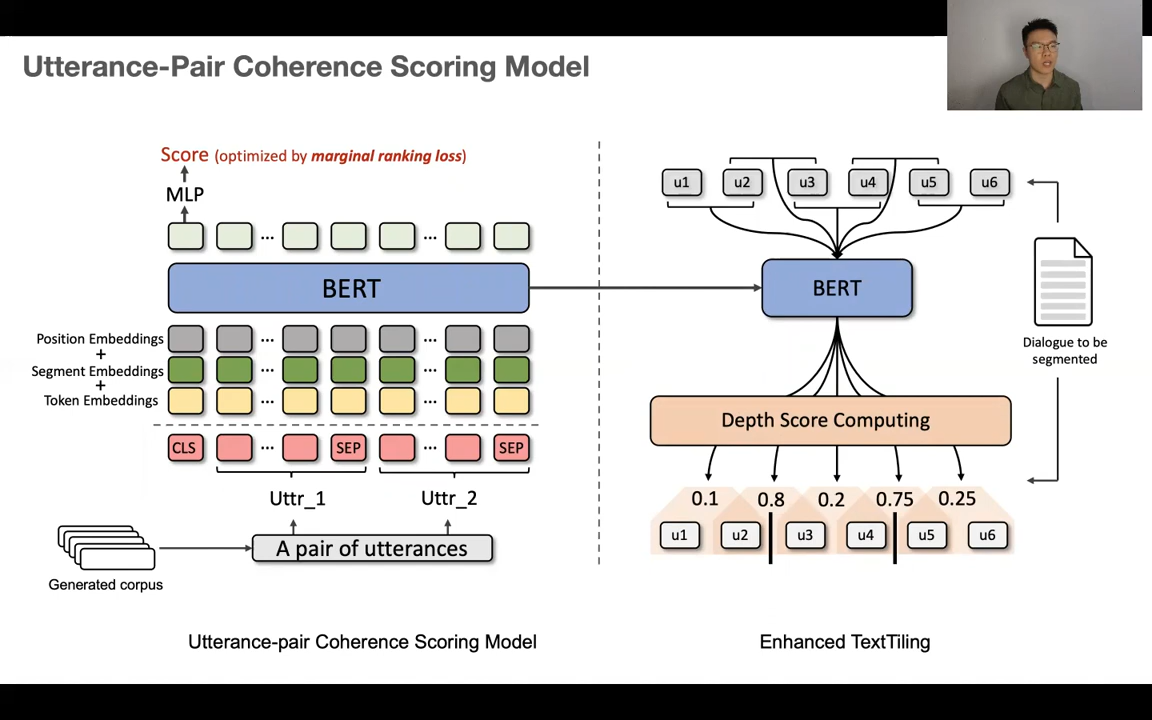 Utterance-Pair Coherence Scoring Model
Score (optimized by marginal ranking loss)
MLP
... ...
BERT
Position Embeddings ... ...
+
Segment Embeddings ... ...
+
Token Embeddings ... ...
CLS ... SEP ... SEP
Uttr_1 Uttr_2
A pair of utterances
Generated corpus
Utterance-pair Coherence Scoring Model
u1 u2 u3 u4 u5 u6
BERT
Dialogue to be
segmented
Depth Score Computing
0.1 0.8 0.2 0.75 0.25
u1 u2 u3 u4 u5 u6
Enhanced TextTiling